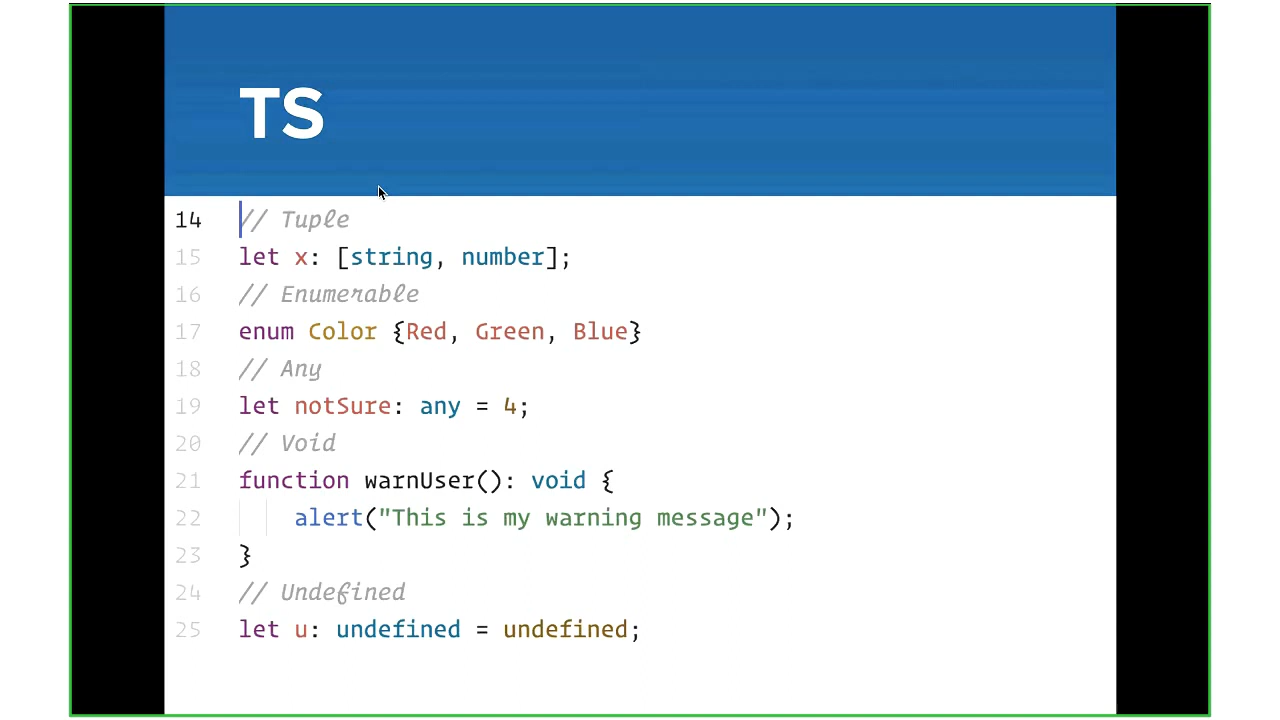 TS
14 // Tuple
15 let x: [string, number];
16 // Enumerable
17 enum Color {Red, Green, Blue}
18 // Any
19 let notSure: any = 4;
20 // Void
21 function warnUser(): void {
22 alert("This is my warning message");
23 }
24 // Undefined
25 let u: undefined = undefined;